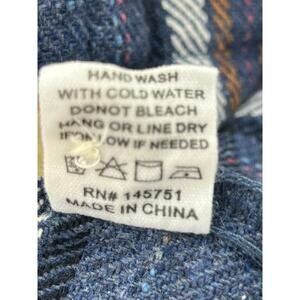 HAND WASH
WITH COLD WATER
DONOT BLEACH
HANG OR LINE DRY
IRON LOW IF NEEDED
RN# 145751
MADE IN CHINA